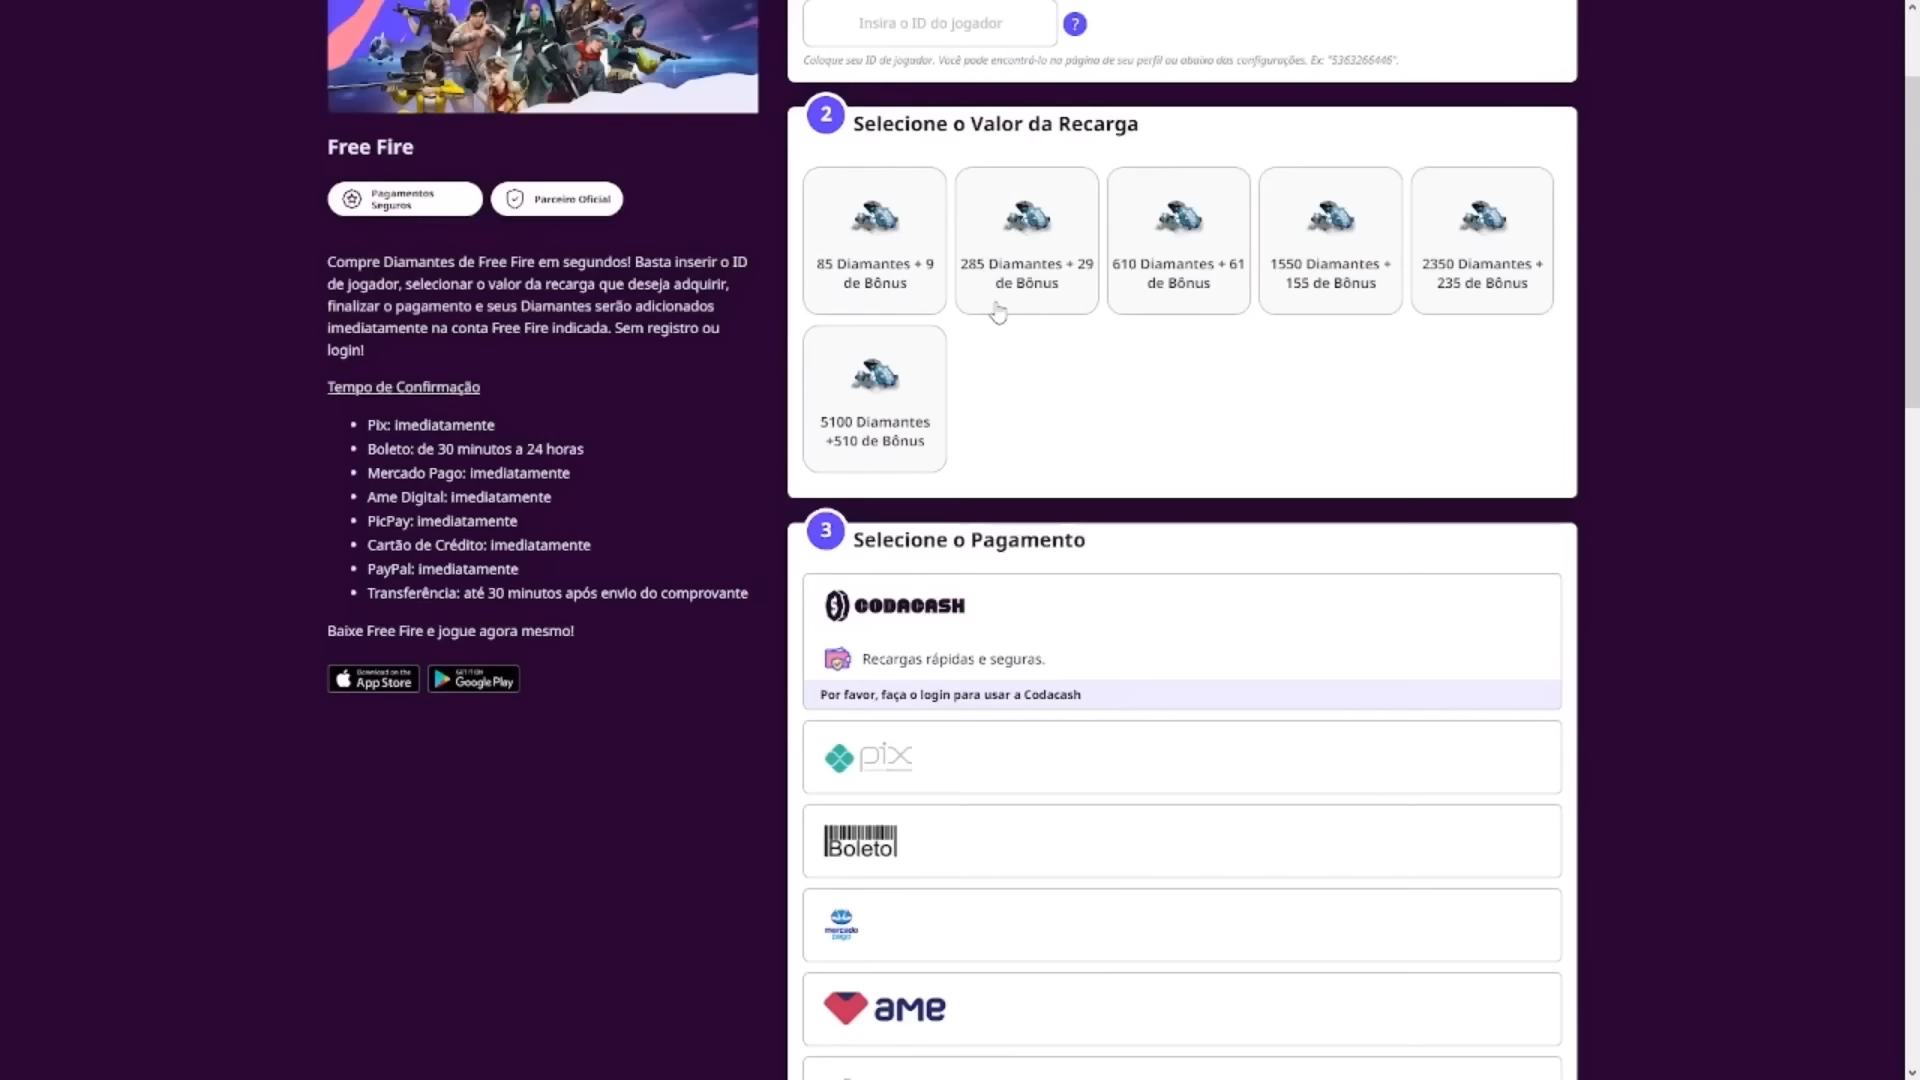 Insira o ID do jogador
?
Coloque seu ID de jogador. Você pode encontrá-lo na página de seu perfil ou abaixo das configurações. Ex: "5363266446".
Free Fire
Pagamentos
Seguros
Parceiro Oficial
Compre Diamantes de Free Fire em segundos! Basta inserir o ID
de jogador, selecionar o valor da recarga que deseja adquirir,
finalizar o pagamento e seus Diamantes serão adicionados
imediatamente na conta Free Fire indicada. Sem registro ou
login!
Tempo de Confirmação
• Pix: imediatamente
• Boleto: de 30 minutos a 24 horas
• Mercado Pago: imediatamente
• Ame Digital: imediatamente
• PicPay: imediatamente
• Cartão de Crédito: imediatamente
• PayPal: imediatamente
• Transferência: até 30 minutos após envio do comprovante
Baixe Free Fire e jogue agora mesmo!
Download on the
App Store
GET IT ON
Google Play
2
Selecione o Valor da Recarga
85 Diamantes + 9
de Bônus
285 Diamantes + 29
de Bônus
610 Diamantes + 61
de Bônus
1550 Diamantes +
155 de Bônus
2350 Diamantes +
235 de Bônus
5100 Diamantes
+510 de Bônus
3
Selecione o Pagamento
CODACASH
Recargas rápidas e seguras.
Por favor, faça o login para usar a Codacash
pix
Boleto
mercado
pago
ame